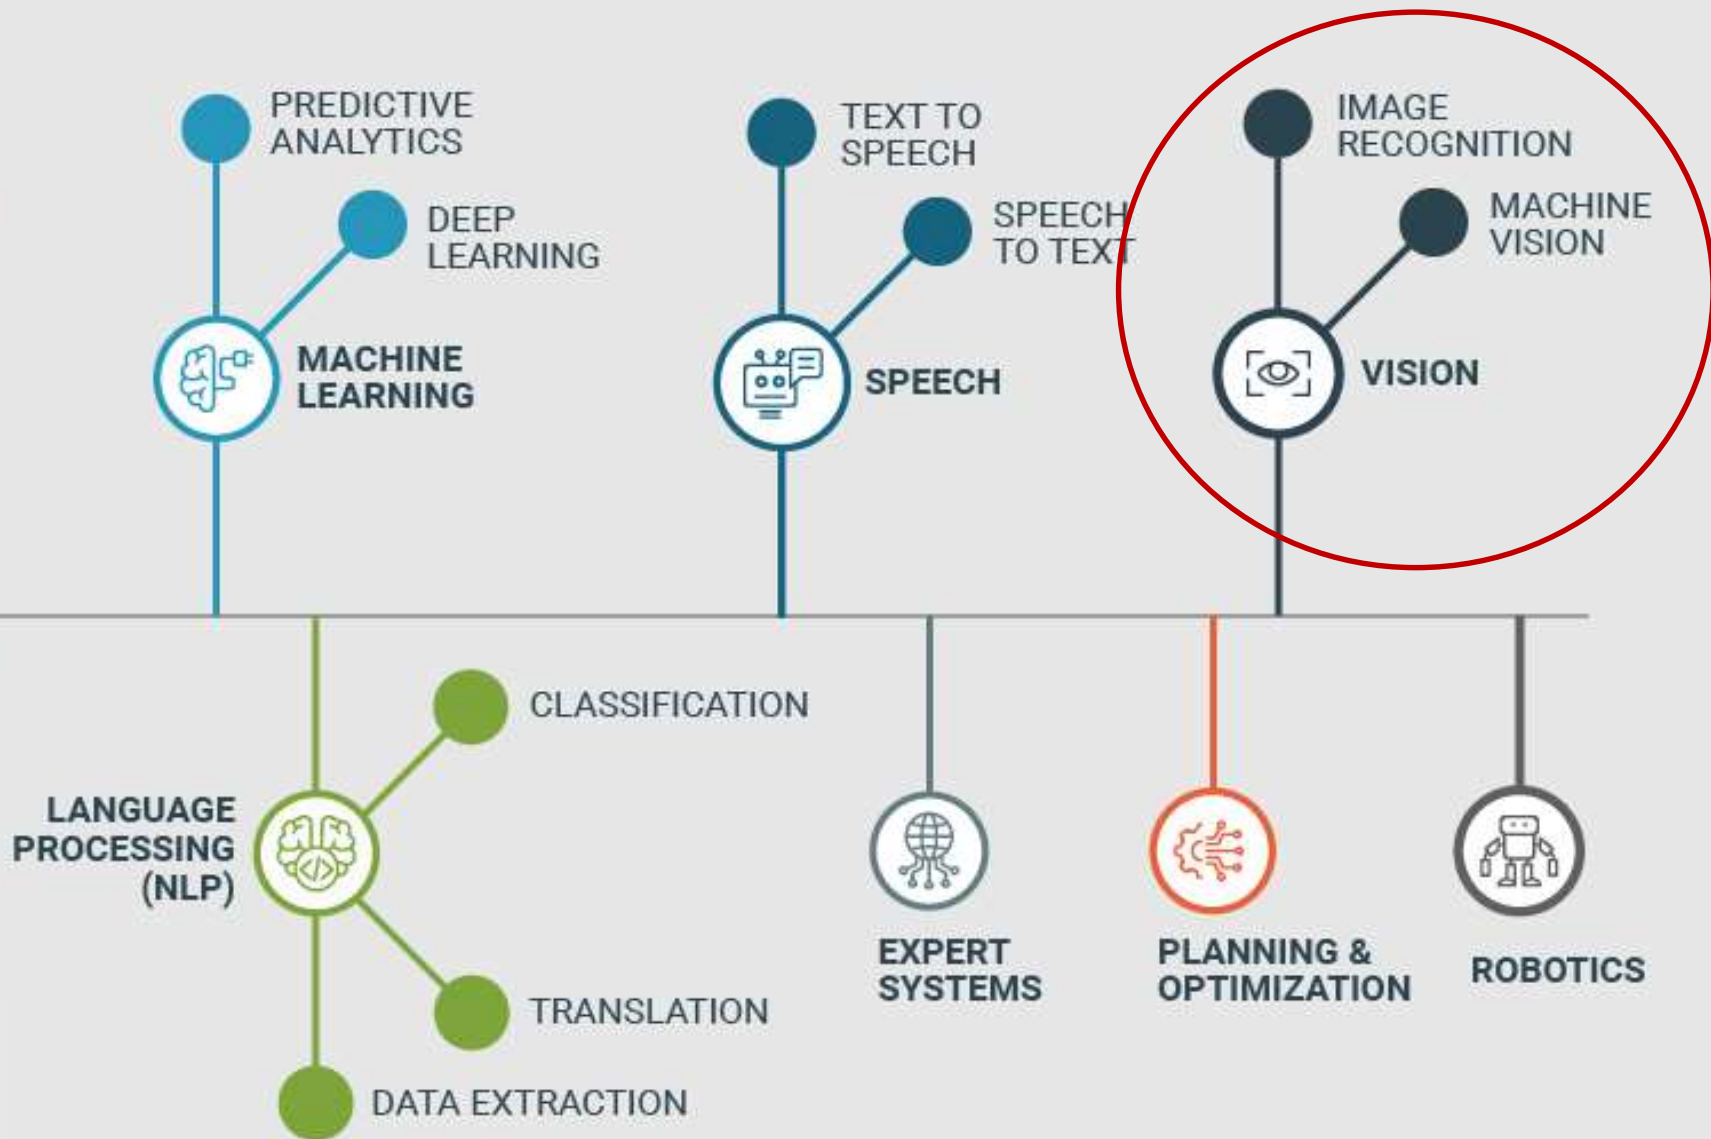 PREDICTIVE
ANALYTICS
DEEP
LEARNING
MACHINE
LEARNING
TEXT TO
SPEECH
SPEECH
TO TEXT
SPEECH
IMAGE
RECOGNITION
MACHINE
VISION
VISION
CLASSIFICATION
LANGUAGE
PROCESSING
(NLP)
TRANSLATION
DATA EXTRACTION
EXPERT
SYSTEMS
PLANNING &
OPTIMIZATION
ROBOTICS